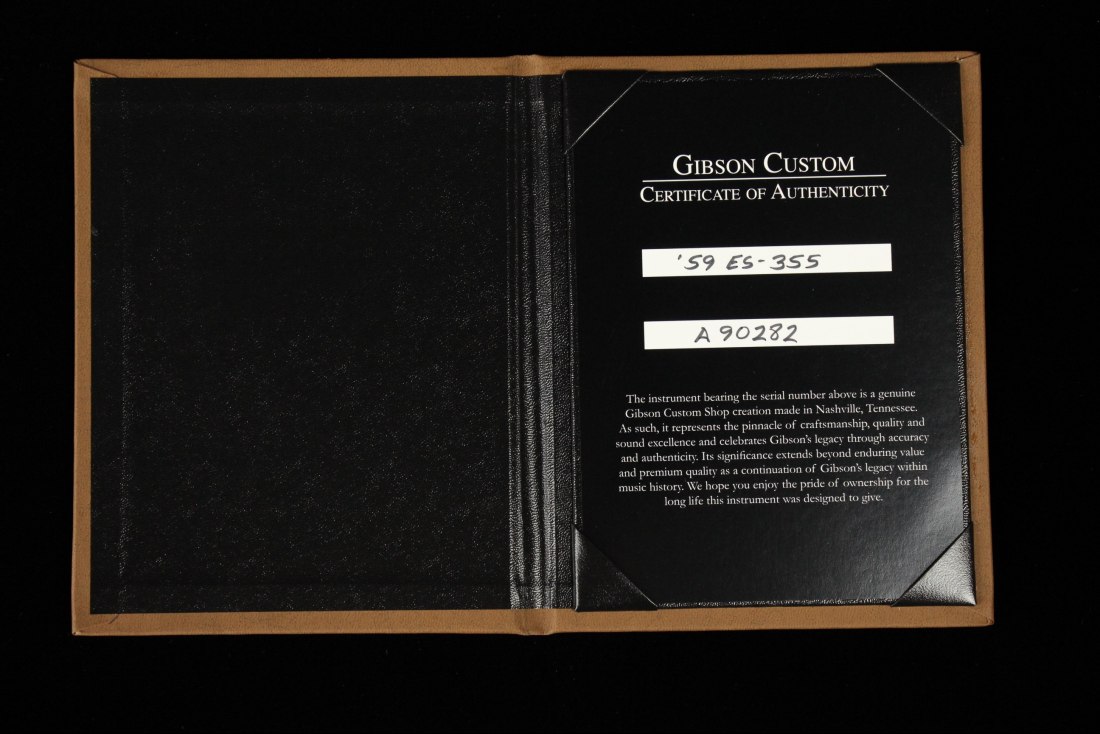 GIBSON CUSTOM
CERTIFICATE OF AUTHENTICITY
'59 ES-355
A 90282
The instrument bearing the serial number above is a genuine
Gibson Custom Shop creation made in Nashville, Tennessee.
As such, it represents the pinnacle of craftsmanship, quality and
sound excellence and celebrates Gibson's legacy through accuracy
and authenticity. Its significance extends beyond enduring value
and premium quality as a continuation of Gibson's legacy within
music history. We hope you enjoy the pride of ownership for the
long life this instrument was designed to give.